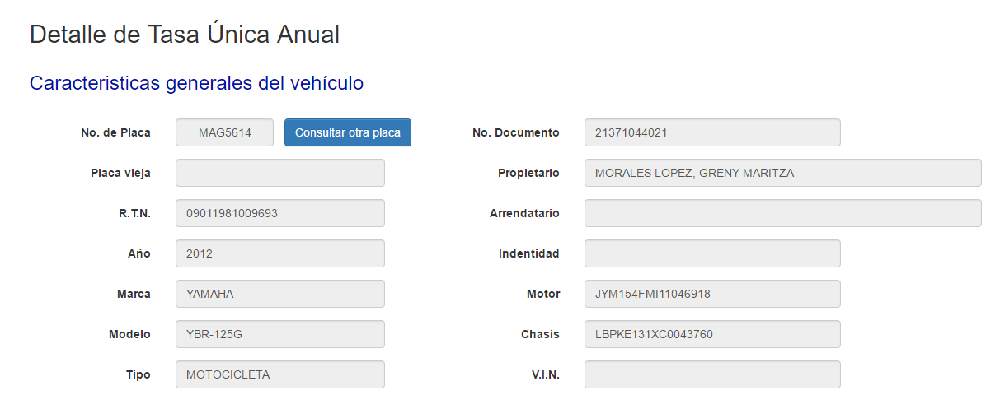 Detalle de Tasa Única Anual
Caracteristicas generales del vehículo
No. de Placa MAG5614 Consultar otra placa No. Documento 21371044021
Placa vieja Propietario MORALES LOPEZ, GRENY MARITZA
R.T.N. 09011981009693 Arrendatario
Año 2012 Indentidad
Marca YAMAHA Motor JYM154FMI11046918
Modelo YBR-125G Chasis LBPKE131XC0043760
Tipo MOTOCICLETA V.I.N.